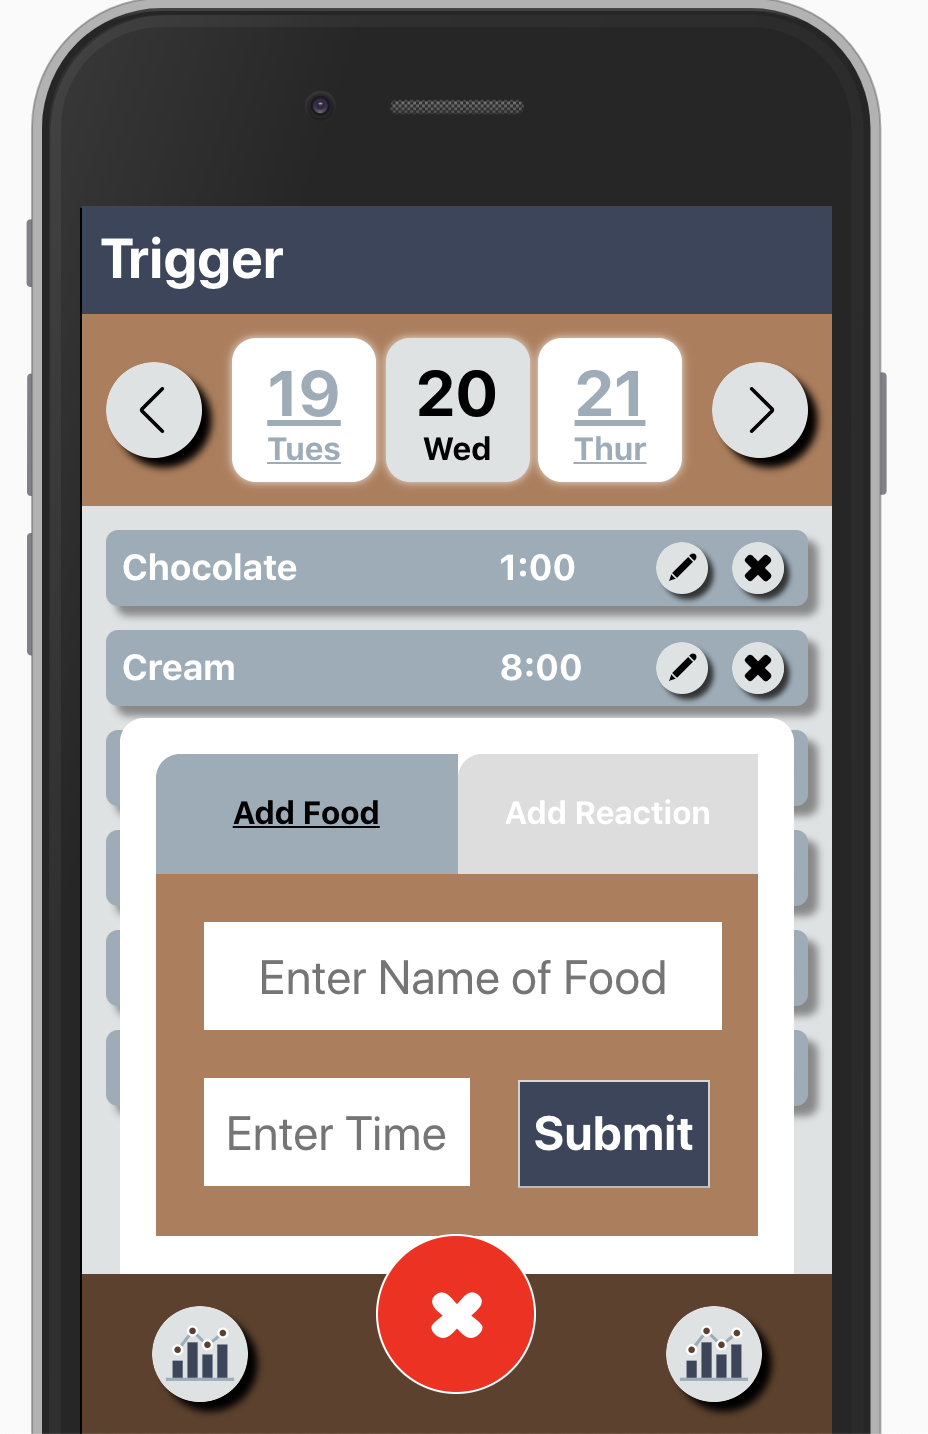 Trigger
19 20 21
Tues Wed Thur
Chocolate 1:00
Cream 8:00
Add Food Add Reaction
Enter Name of Food
Enter Time Submit